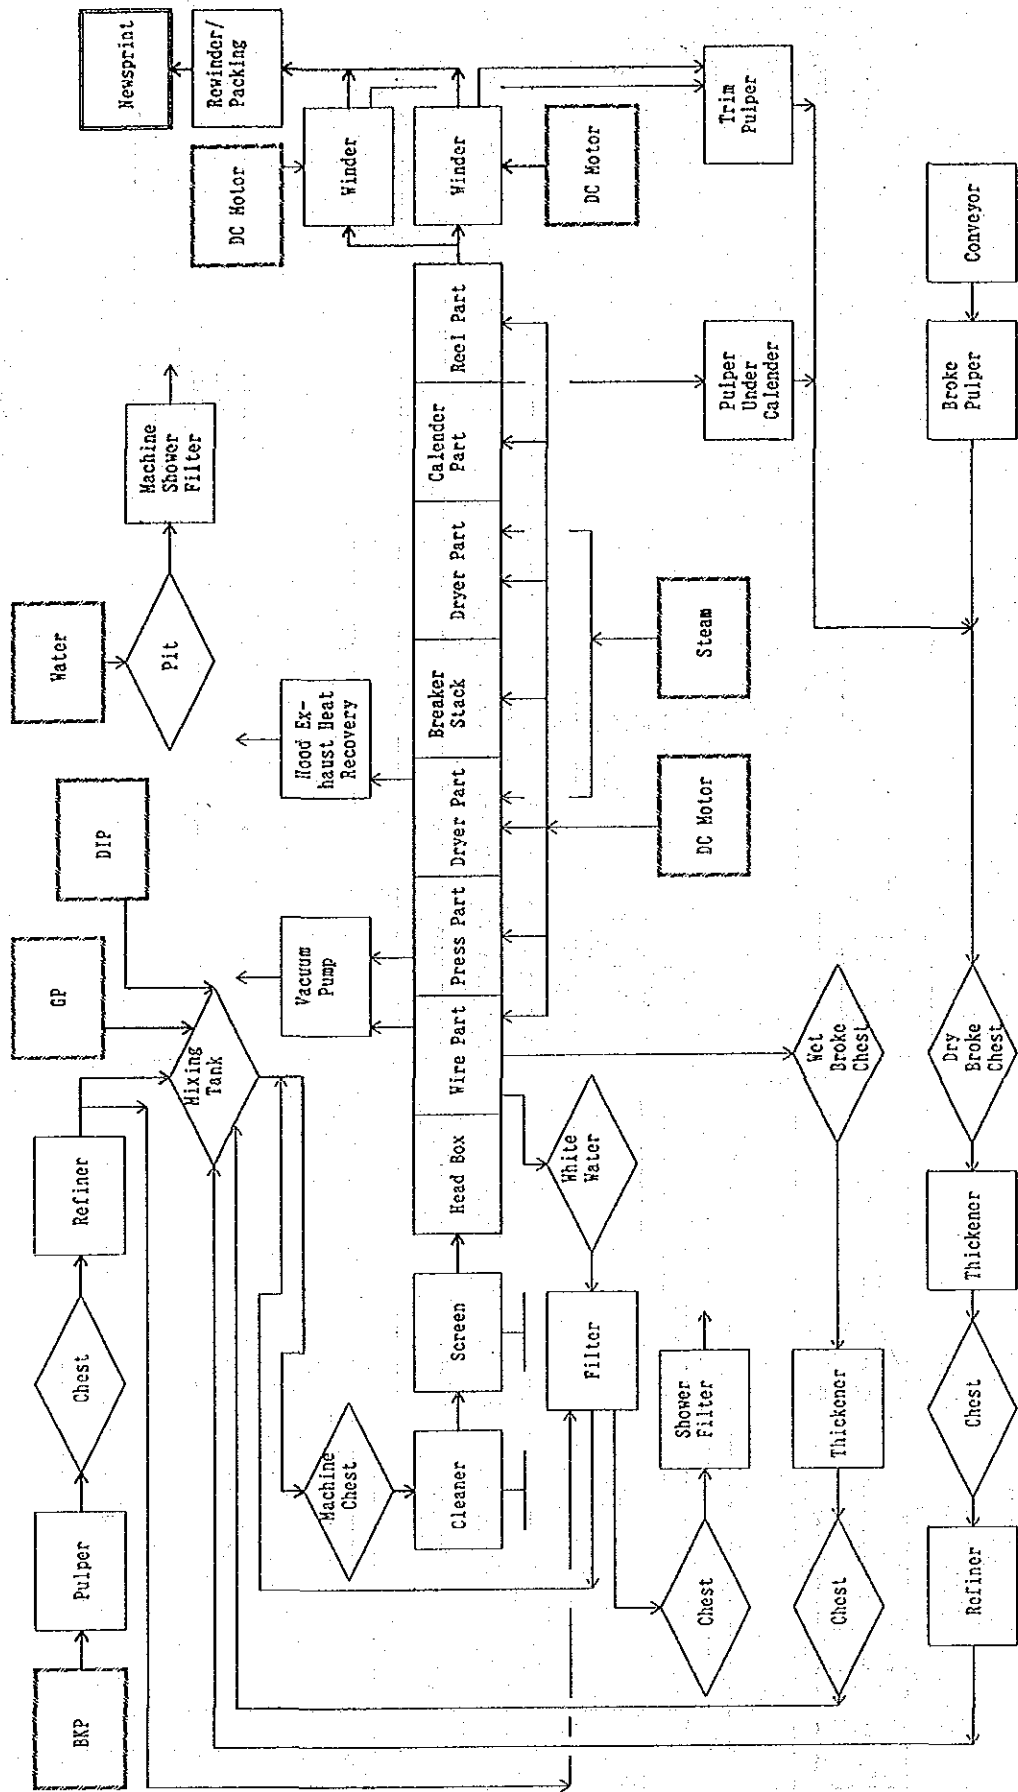 BKP
Pulper
Chest
Refiner
GP
DIP
Water
Newsprint
Mixing
Tank
Pit
Machine
Shower
Filter
DC Motor
Rewinder/
Packing
Machine
Chest
Vacuum
Pump
Hood Ex-
haust Heat
Recovery
Winder
Cleaner
Screen
Head Box
Wire Part
Press Part
Dryer Part
Breaker
Stack
Dryer Part
Calender
Part
Reel Part
Winder
Filter
White
Water
DC Motor
Chest
Shower
Filter
DC Motor
Steam
Pulper
Under
Calender
Trim
Pulper
Chest
Thickener
Wet
Broke
Chest
Refiner
Chest
Thickener
Dry
Broke
Chest
Broke
Pulper
Conveyor